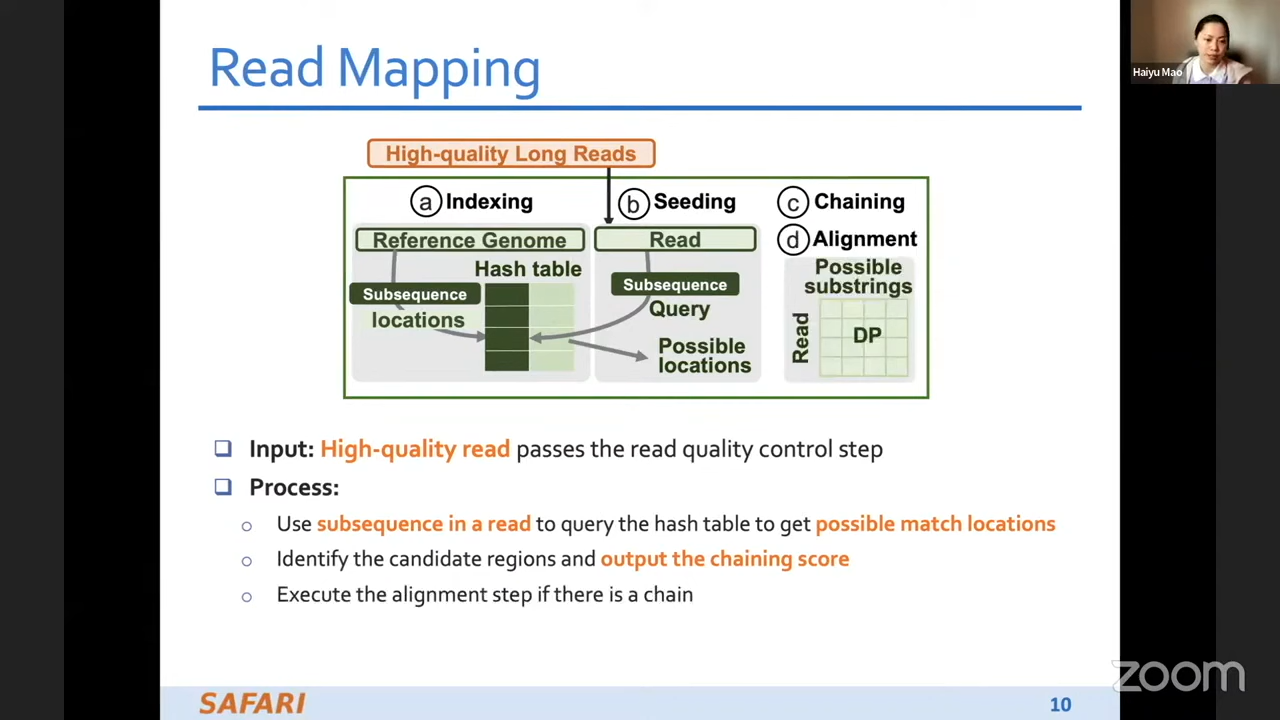 Read Mapping
Haiyu Mao
High-quality Long Reads
a Indexing
b Seeding
c Chaining
d Alignment
Reference Genome
Read
Hash table
Possible
substrings
Subsequence
Subsequence
locations
Query
Read
DP
Possible
locations
❑ Input: High-quality read passes the read quality control step
❑ Process:
o Use subsequence in a read to query the hash table to get possible match locations
o Identify the candidate regions and output the chaining score
o Execute the alignment step if there is a chain
zoom
SAFARI
10